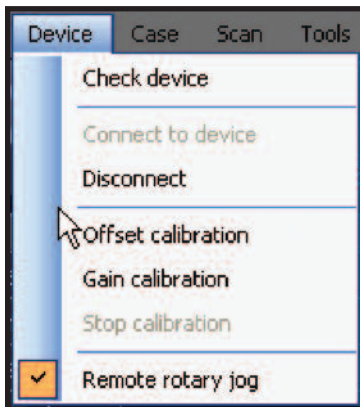 Device Case Scan Tools
Check device
Connect to device
Disconnect
Offset calibration
Gain calibration
Stop calibration
Remote rotary jog